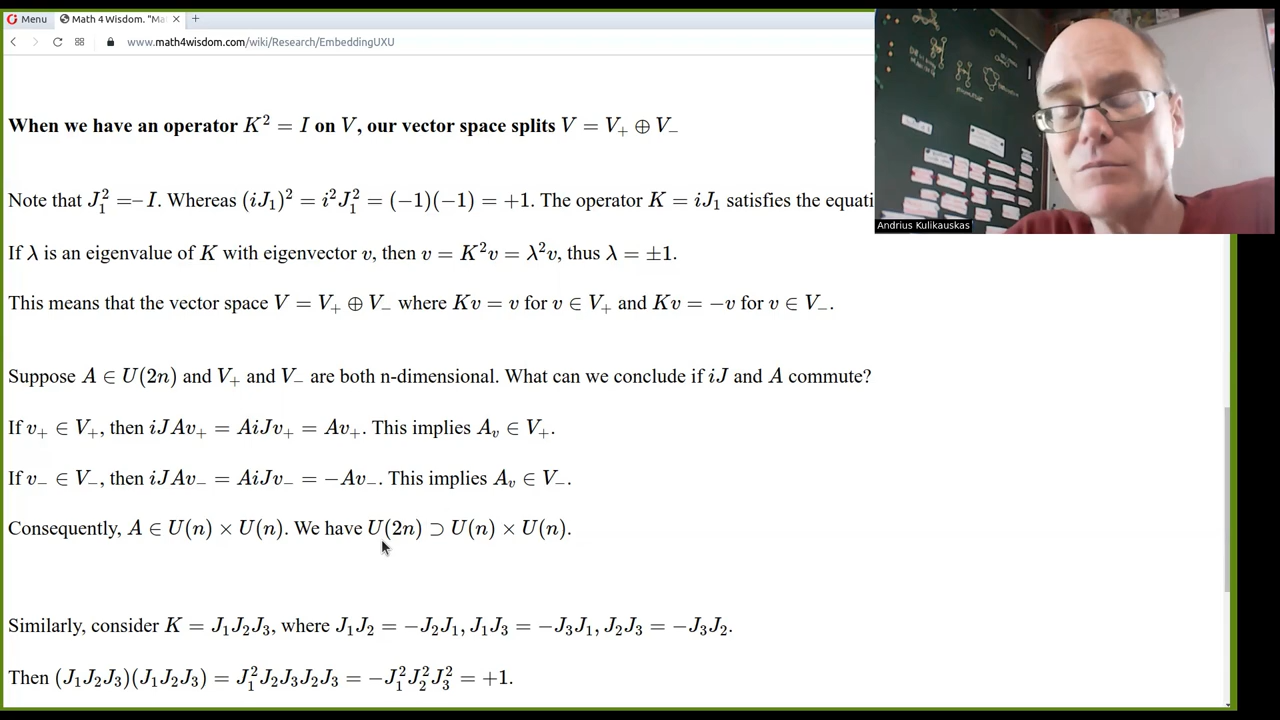 Menu
Math 4 Wisdom. "Ma
www.math4wisdom.com/wiki/Research/EmbeddingUXU
When we have an operator K² = I on V, our vector space splits V = V₊ ⊕ V₋
Note that J₁² =–I. Whereas (iJ₁)² = i²J₁² = (−1)(−1) = +1. The operator K = iJ₁ satisfies the equati
If λ is an eigenvalue of K with eigenvector v, then v = K²v = λ²v, thus λ = ±1.
This means that the vector space V = V₊ ⊕ V₋ where Kv = v for v ∈ V₊ and Kv = −v for v ∈ V₋.
Suppose A ∈ U(2n) and V₊ and V₋ are both n-dimensional. What can we conclude if iJ and A commute?
If v₊ ∈ V₊, then iJAv₊ = AiJv₊ = Av₊. This implies Aᵥ ∈ V₊.
If v₋ ∈ V₋, then iJAv₋ = AiJv₋ = −Av₋. This implies Aᵥ ∈ V₋.
Consequently, A ∈ U(n) × U(n). We have U(2n) ⊃ U(n) × U(n).
Similarly, consider K = J₁J₂J₃, where J₁J₂ = −J₂J₁, J₁J₃ = −J₃J₁, J₂J₃ = −J₃J₂.
Then (J₁J₂J₃)(J₁J₂J₃) = J₁²J₂J₃J₂J₃ = −J₁²J₂²J₃² = +1.
Andrius Kulikauskas